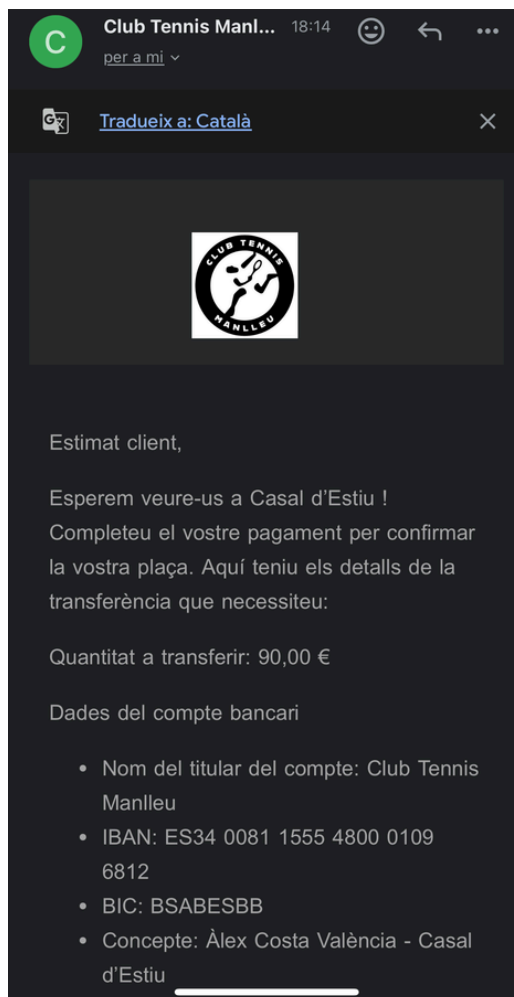 C
Club Tennis Manl... 18:14
per a mi
Tradueix a: Català
CLUB TENNIS
MANLLEU
Estimat client,
Esperem veure-us a Casal d’Estiu !
Completeu el vostre pagament per confirmar
la vostra plaça. Aquí teniu els detalls de la
transferència que necessiteu:
Quantitat a transferir: 90,00 €
Dades del compte bancari
• Nom del titular del compte: Club Tennis
Manlleu
• IBAN: ES34 0081 1555 4800 0109
6812
• BIC: BSABESBB
• Concepte: Àlex Costa València - Casal
d’Estiu